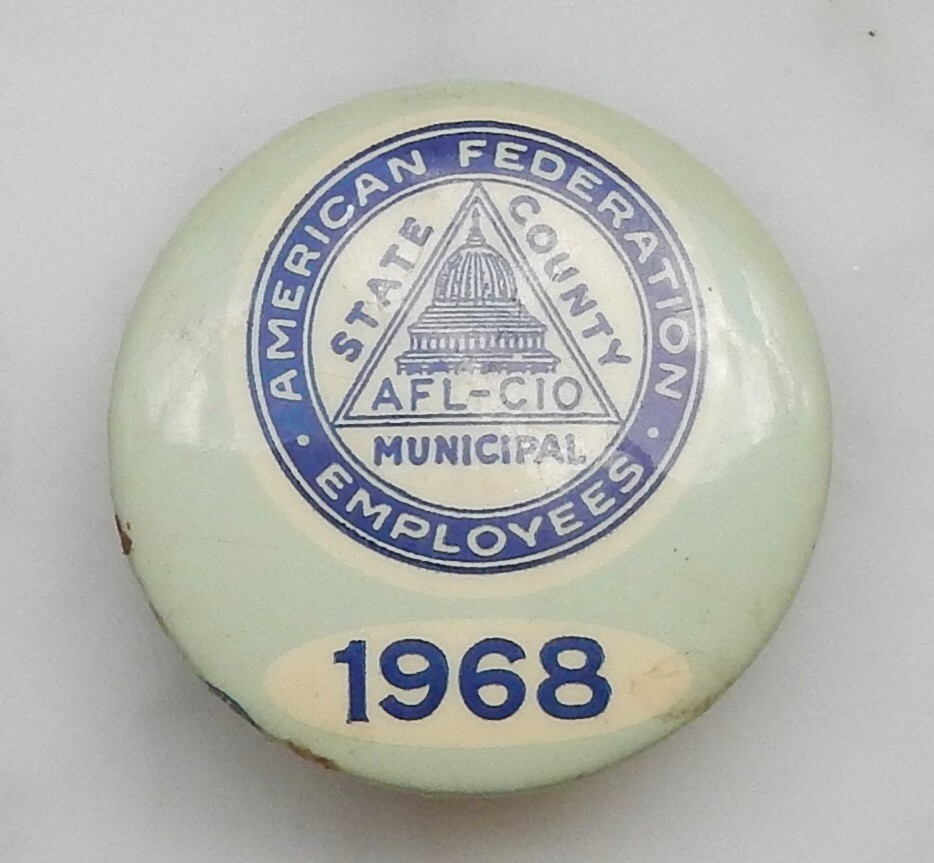 AMERICAN FEDERATION
STATE
COUNTY
AFL-CIO
MUNICIPAL
• EMPLOYEES •
1968